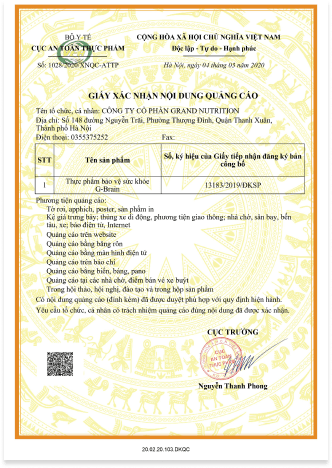 BỘ Y TẾ
CỤC AN TOÀN THỰC PHẨM
Số: 1028/2020/XNQC-ATTP
CỘNG HÒA XÃ HỘI CHỦ NGHĨA VIỆT NAM
Độc lập - Tự do - Hạnh phúc
Hà Nội, ngày 04 tháng 05 năm 2020
GIẤY XÁC NHẬN NỘI DUNG QUẢNG CÁO
Tên tổ chức, cá nhân: CÔNG TY CỔ PHẦN GRAND NUTRITION
Địa chỉ: Số 148 đường Nguyễn Trãi, Phường Thượng Đình, Quận Thanh Xuân,
Thành phố Hà Nội
Điện thoại: 0355375252 Fax:
STT Tên sản phẩm Số, ký hiệu của Giấy tiếp nhận đăng ký bản
công bố
1 Thực phẩm bảo vệ sức khỏe
G-Brain 13183/2019/ĐKSP
Phương tiện quảng cáo:
Tờ rơi, apphich, poster, sản phẩm in
Kệ giá trưng bày; thùng xe di động, phương tiện giao thông; nhà chờ, sân bay, bến
tàu, xe; báo điện tử, Internet
Quảng cáo trên website
Quảng cáo bằng băng rôn
Quảng cáo bằng màn hình điện tử
Quảng cáo trên báo chí
Quảng cáo bằng biển, bảng, pano
Quảng cáo tại các nhà chờ, điểm bán vé xe buýt
Trong hội thảo, hội nghị, đào tạo và trong hộp sản phẩm
Có nội dung quảng cáo (đính kèm) đã được duyệt phù hợp với quy định hiện hành.
Yêu cầu tổ chức, cá nhân có trách nhiệm quảng cáo đúng nội dung đã được xác nhận.
CỤC TRƯỞNG
CỤC
AN TOÀN
THỰC PHẨM
Nguyễn Thanh Phong
20.02.20.103.DKQC